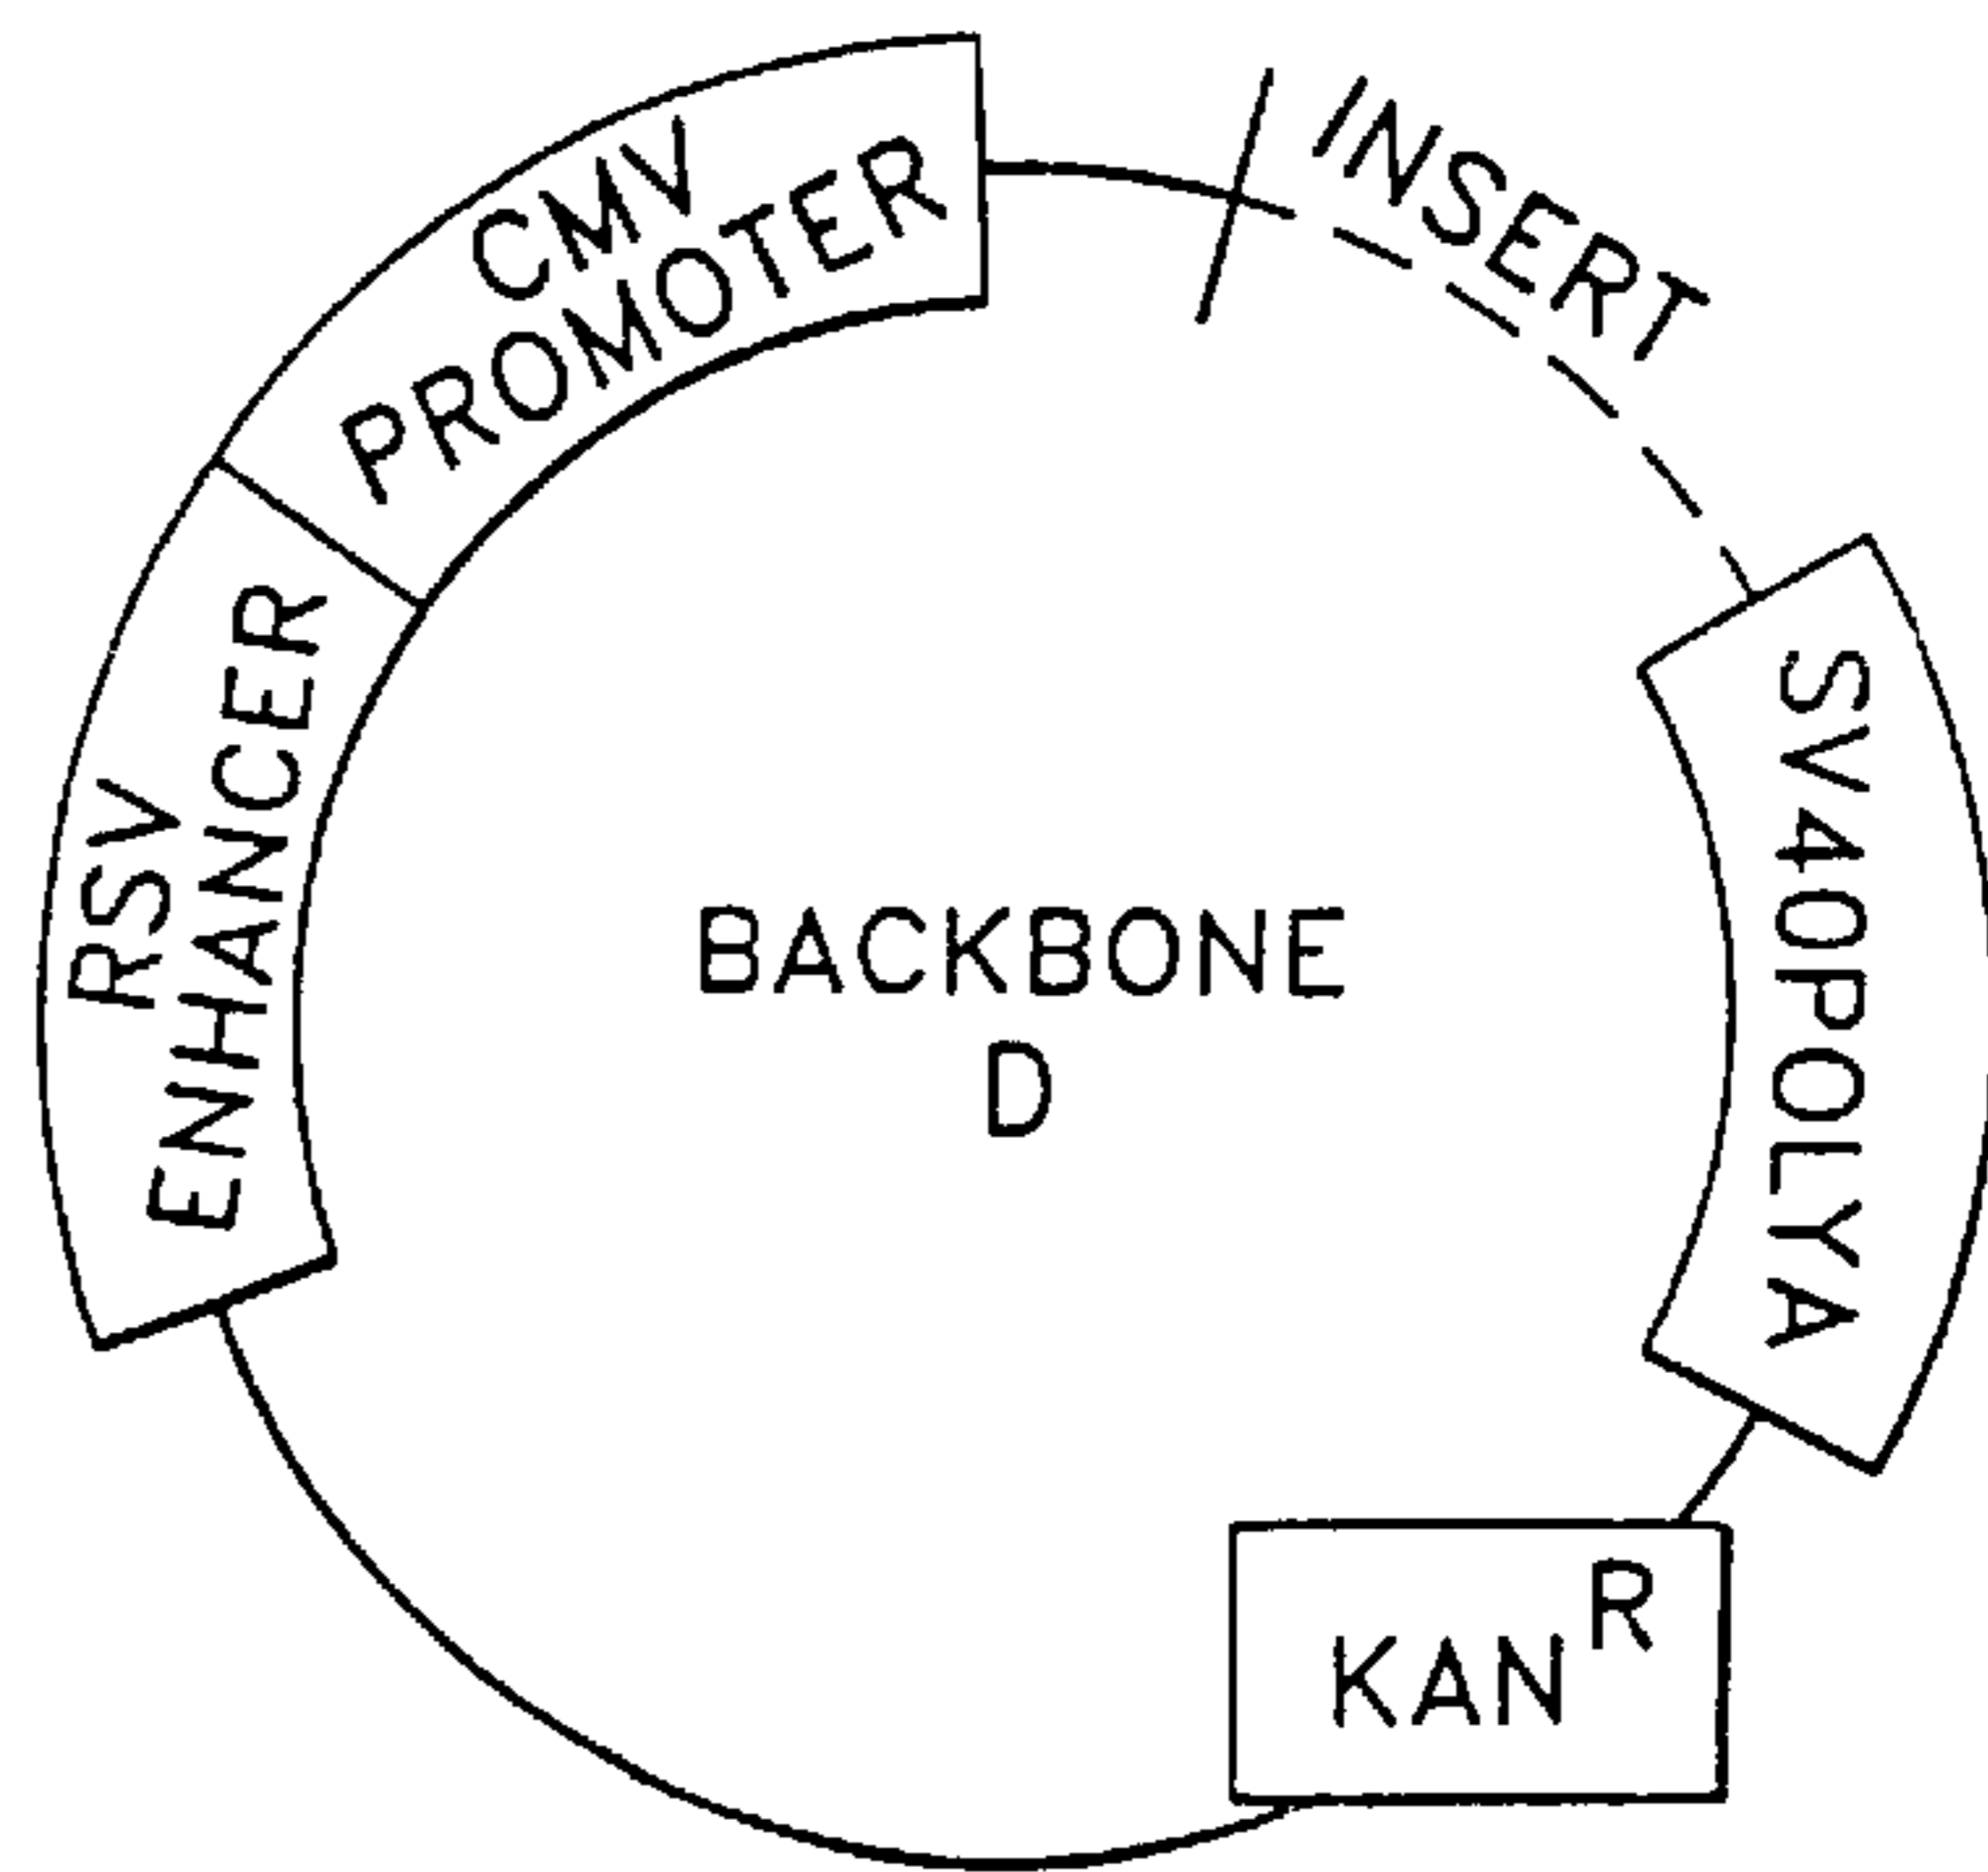 CMV
PROMOTER
INSERT
RSV
ENHANCER
SV40POLYA
BACKBONE
D
KAN^R